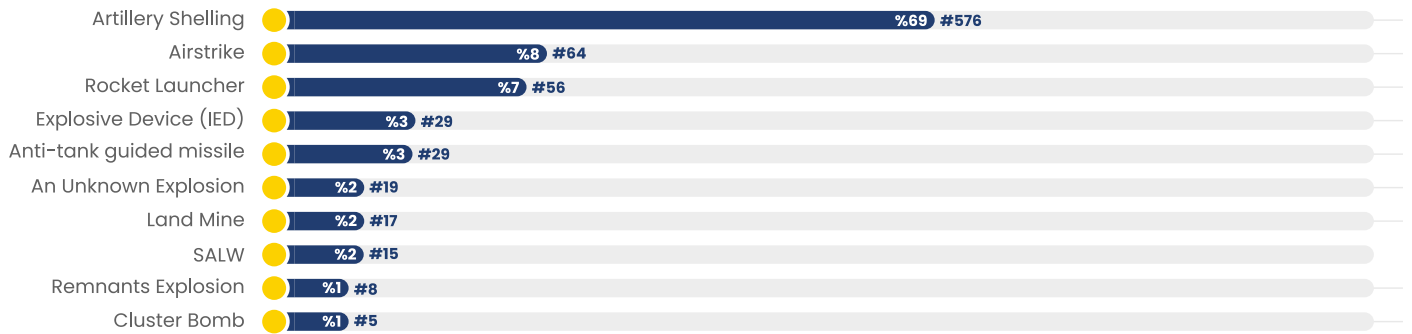 Artillery Shelling %69 #576
Airstrike %8 #64
Rocket Launcher %7 #56
Explosive Device (IED) %3 #29
Anti-tank guided missile %3 #29
An Unknown Explosion %2 #19
Land Mine %2 #17
SALW %2 #15
Remnants Explosion %1 #8
Cluster Bomb %1 #5